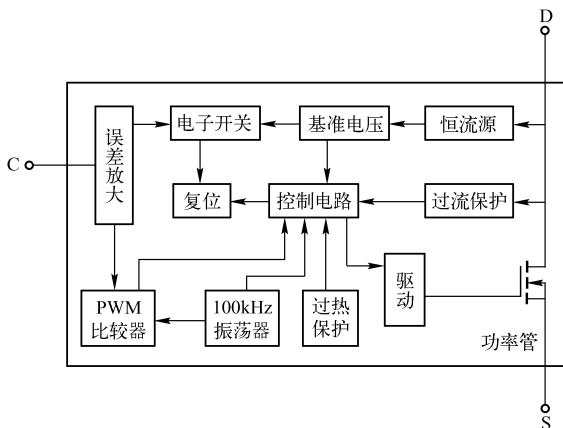 D
电子开关
基准电压
恒流源
误差放大
C
复位
控制电路
过流保护
PWM
比较器
100kHz
振荡器
过热
保护
驱动
功率管
S